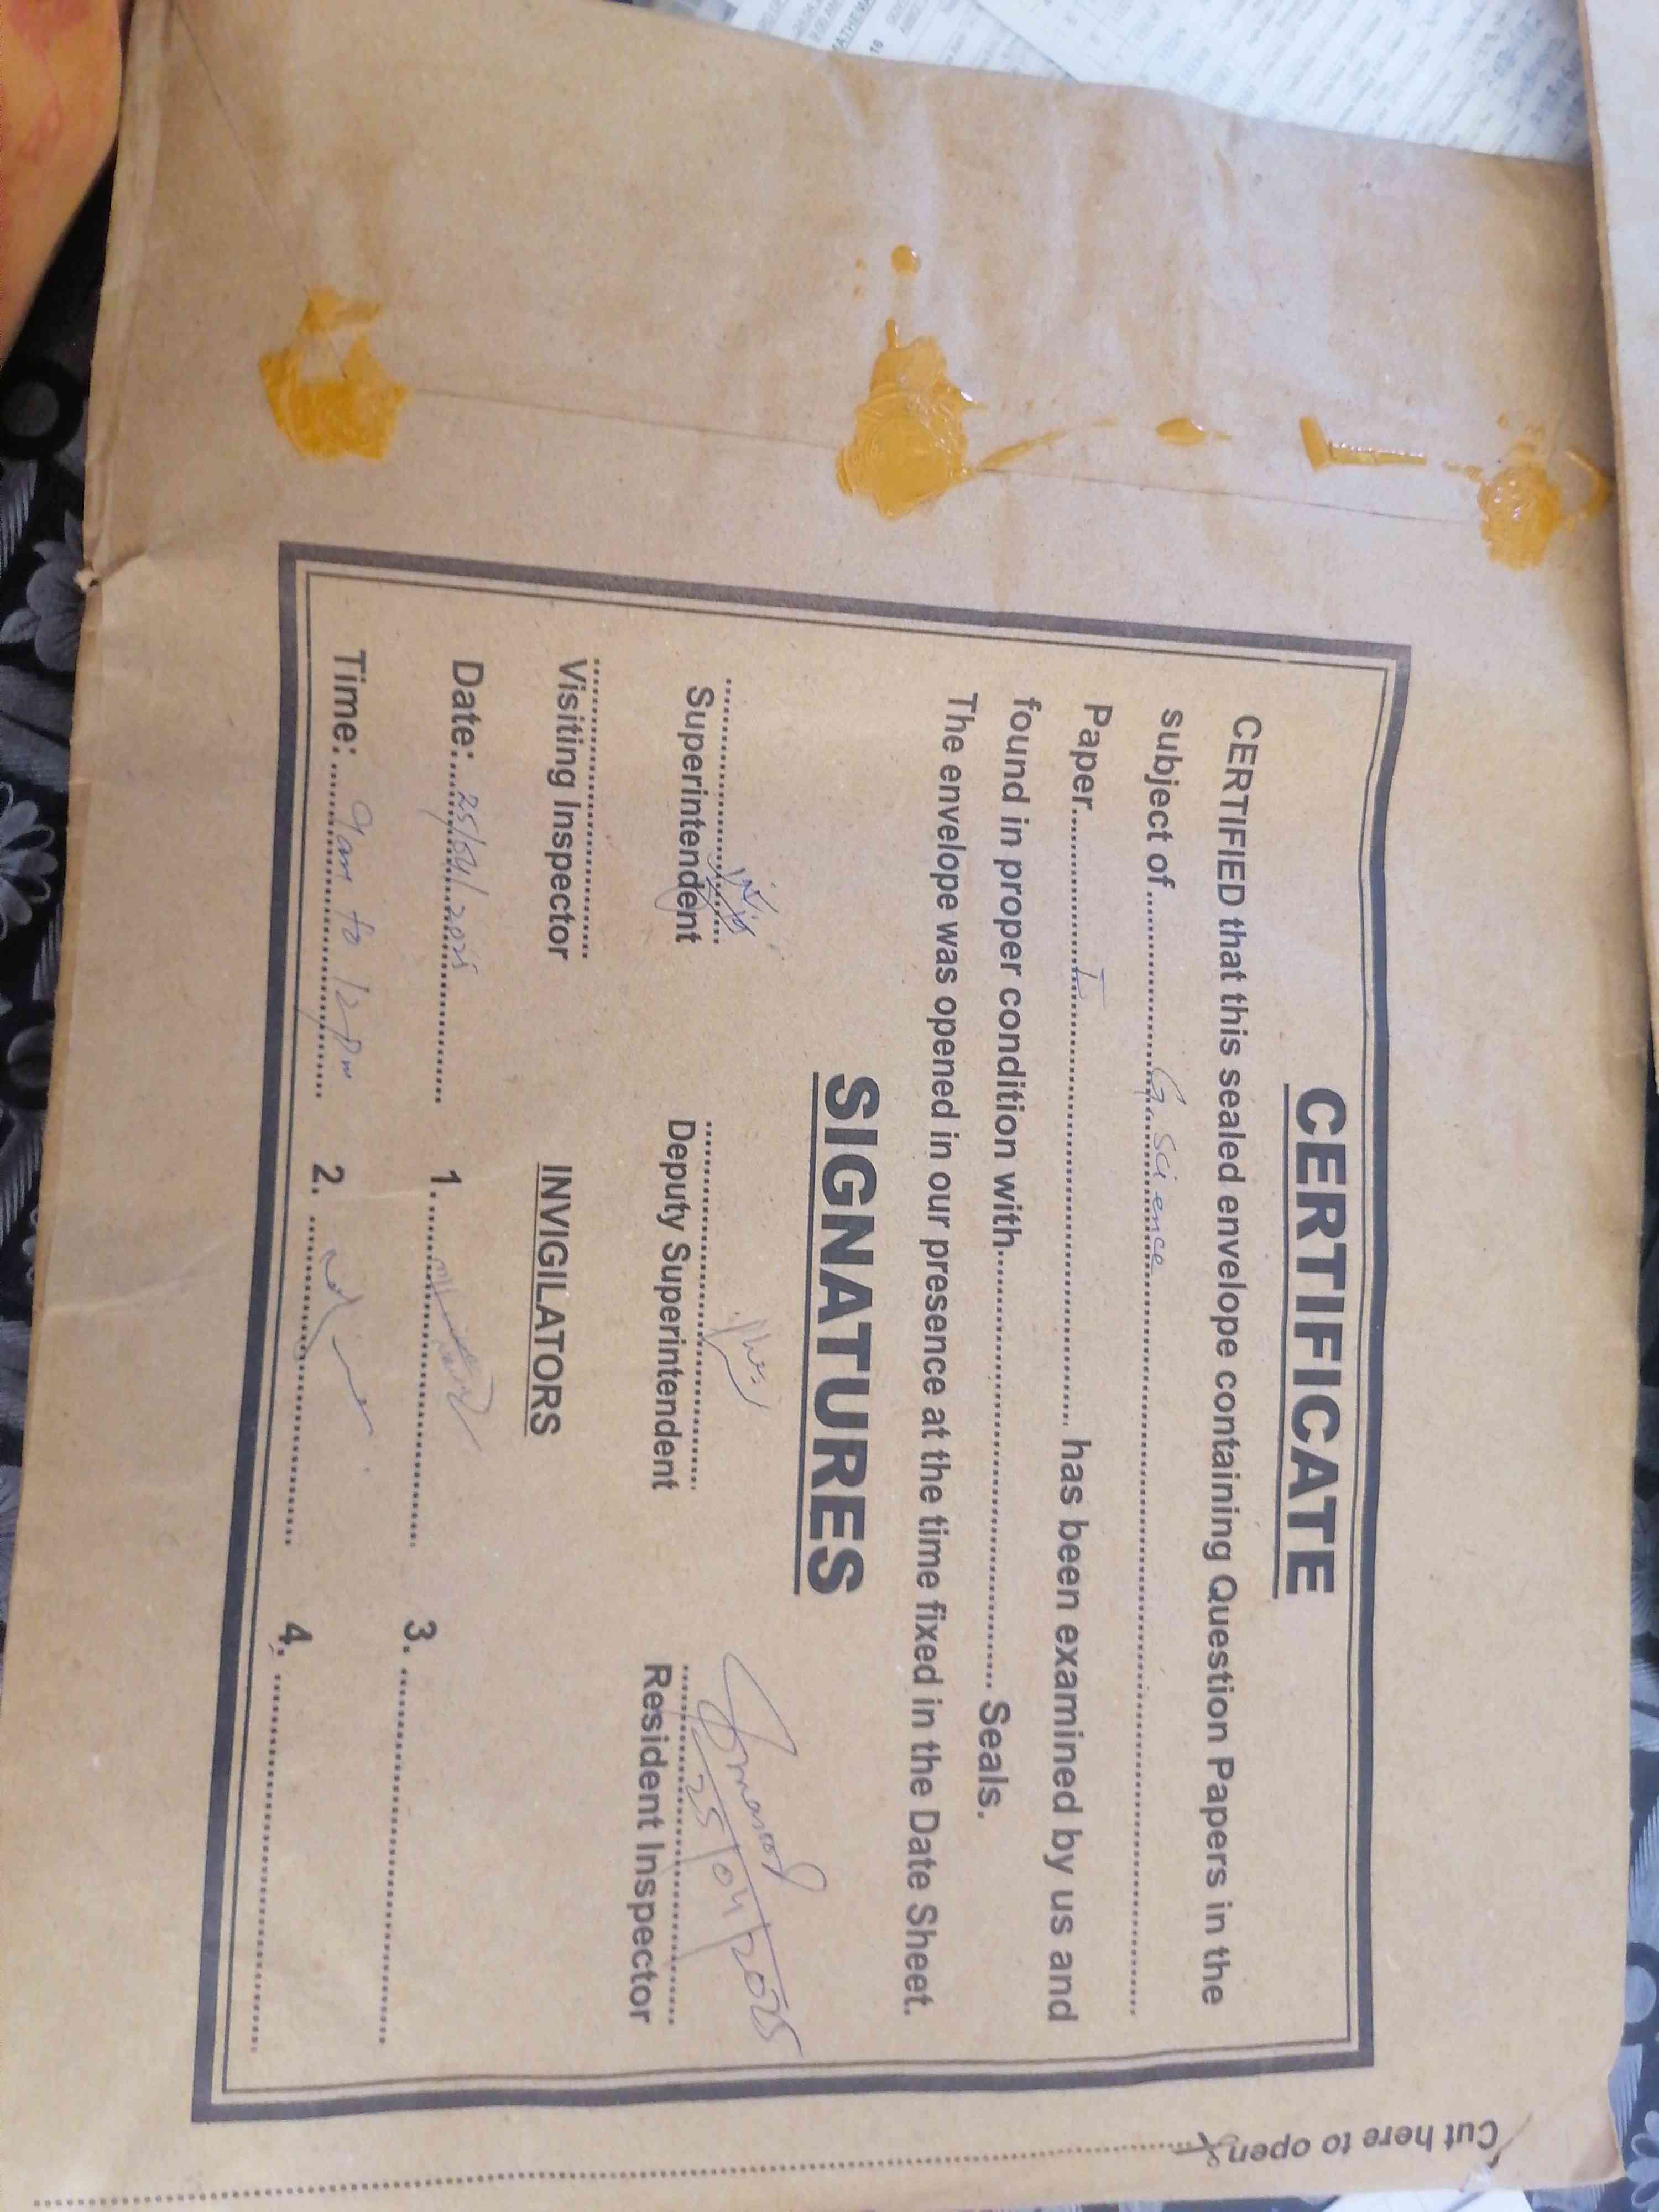 CERTIFICATE
CERTIFIED that this sealed envelope containing Question Papers in the
subject of.......... G. Science ..........
Paper.......... I .......... has been examined by us and
found in proper condition with.......... Seals.
The envelope was opened in our presence at the time fixed in the Date Sheet.
SIGNATURES
25/04/2025
Superintendent Deputy Superintendent Resident Inspector
Visiting Inspector INVIGILATORS
Date: 25/04/2025 1. 3.
Time: 9am to 12pm 2. 4.
Cut here to open